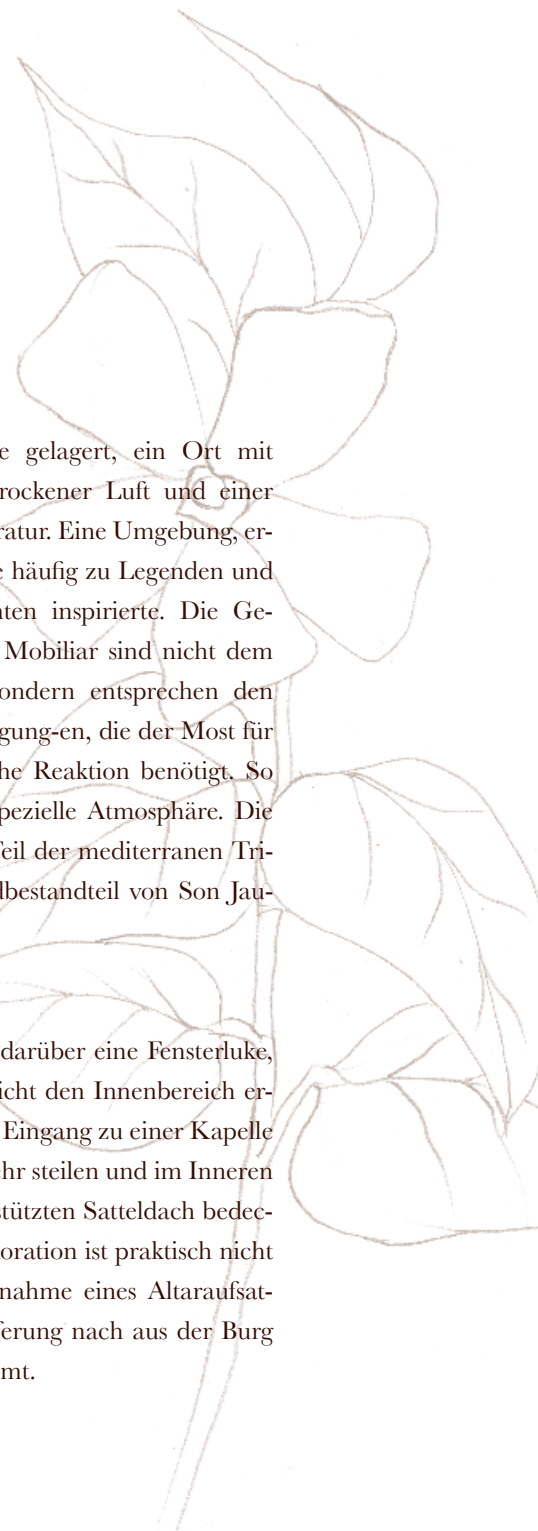 e gelagert, ein Ort mit
rockener Luft und einer
ratur. Eine Umgebung, er-
häufig zu Legenden und
nten inspirierte. Die Ge-
Mobiliar sind nicht dem
ondern entsprechen den
gung-en, die der Most für
he Reaktion benötigt. So
pezielle Atmosphäre. Die
Teil der mediterranen Tri-
dbestandteil von Son Jau-
darüber eine Fensterluke,
icht den Innenbereich er-
Eingang zu einer Kapelle
ehr steilen und im Inneren
stützten Satteldach bedec-
oration ist praktisch nicht
nahme eines Altaraufsat-
ferung nach aus der Burg
mt.